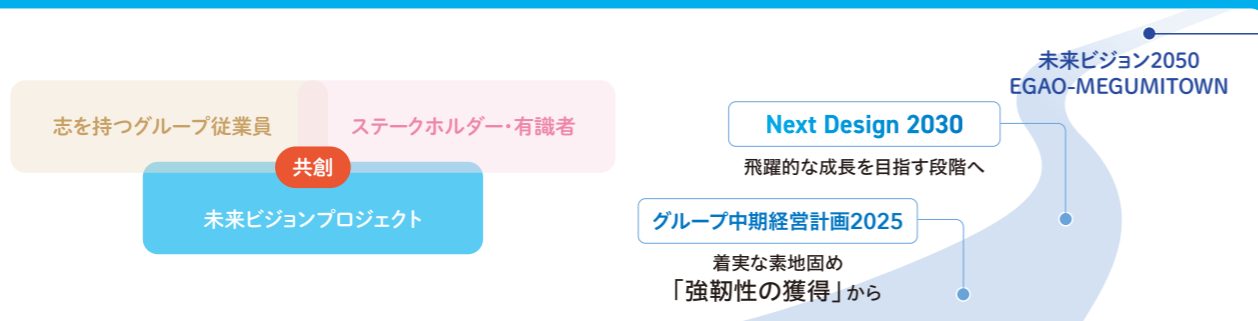 志を持つグループ従業員
ステークホルダー・有識者
共創
未来ビジョンプロジェクト
未来ビジョン2050
EGAO-MEGUMITOWN
Next Design 2030
飛躍的な成長を目指す段階へ
グループ中期経営計画2025
着実な素地固め
「強靭性の獲得」から